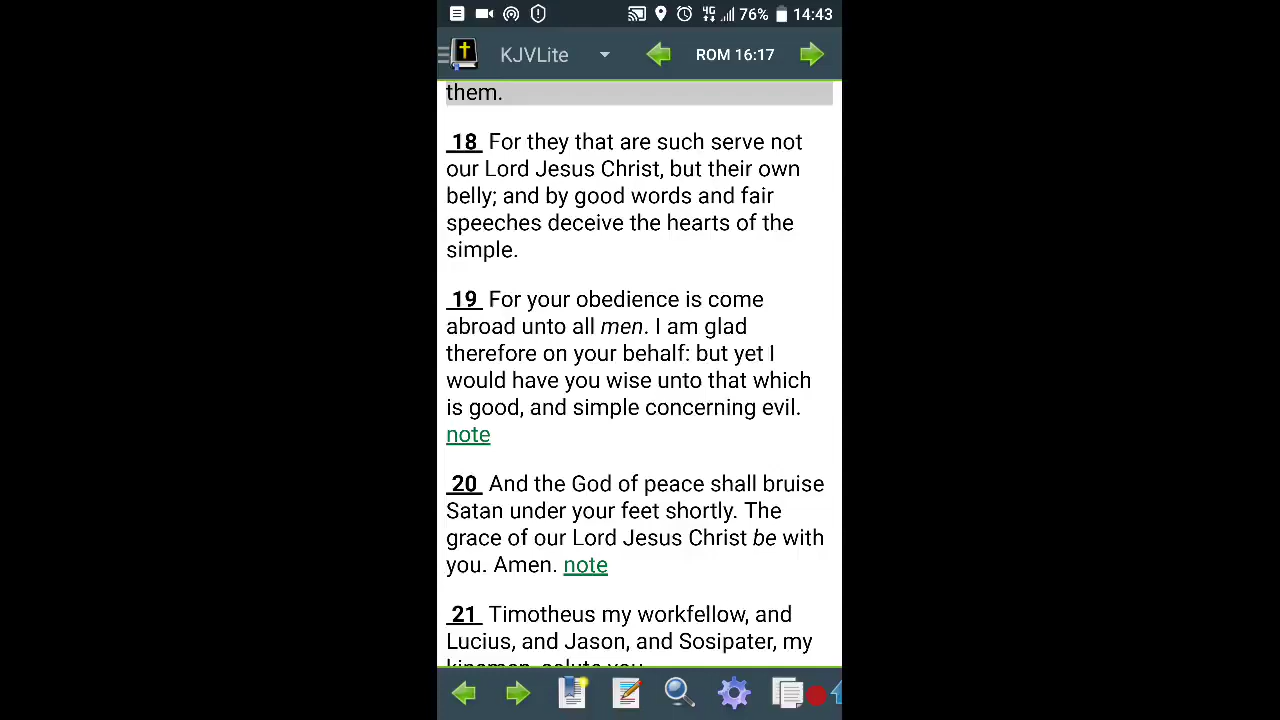 4G 76% 14:43
KJVLite ROM 16:17
them.
18 For they that are such serve not
our Lord Jesus Christ, but their own
belly; and by good words and fair
speeches deceive the hearts of the
simple.
19 For your obedience is come
abroad unto all men. I am glad
therefore on your behalf: but yet I
would have you wise unto that which
is good, and simple concerning evil.
note
20 And the God of peace shall bruise
Satan under your feet shortly. The
grace of our Lord Jesus Christ be with
you. Amen. note
21 Timotheus my workfellow, and
Lucius, and Jason, and Sosipater, my
kinsmen, salute you.